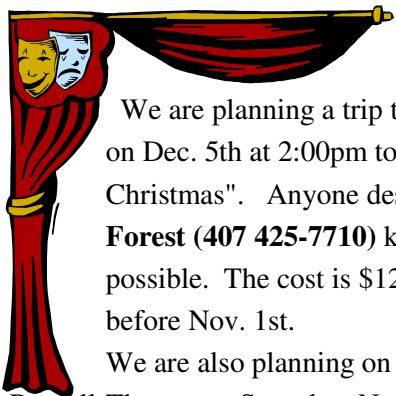 We are planning a trip t
on Dec. 5th at 2:00pm to
Christmas". Anyone des
Forest (407 425-7710) k
possible. The cost is $12
before Nov. 1st.
We are also planning on